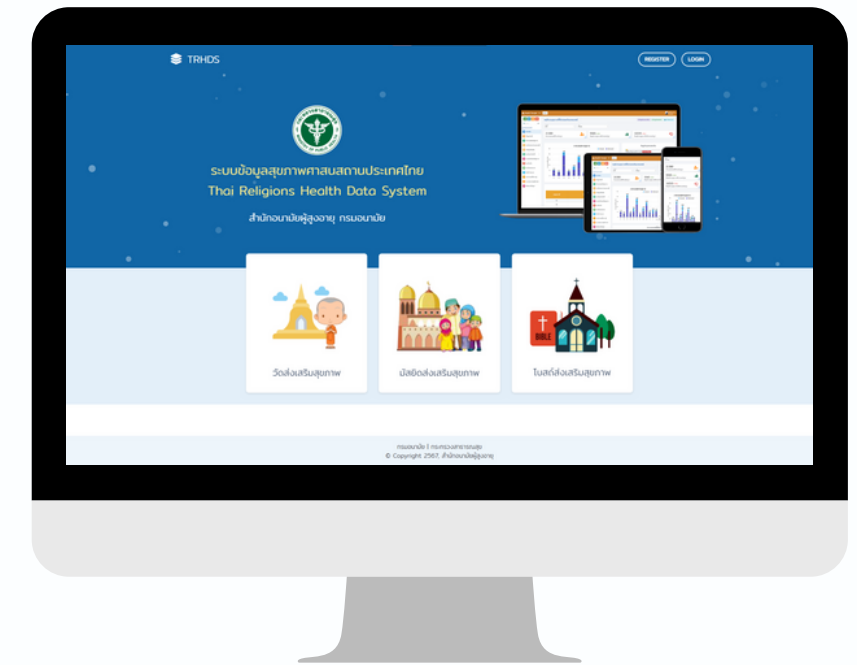 TRHDS
REGISTER
LOGIN
ระบบข้อมูลสุขภาพศาสนสถานประเทศไทย
Thai Religions Health Data System
สำนักอนามัยผู้สูงอายุ กรมอนามัย
BIBLE
วัดส่งเสริมสุขภาพ
มัสยิดส่งเสริมสุขภาพ
โบสถ์ส่งเสริมสุขภาพ
กรมอนามัย | กระทรวงสาธารณสุข
© Copyright 2567, สำนักอนามัยผู้สูงอายุ